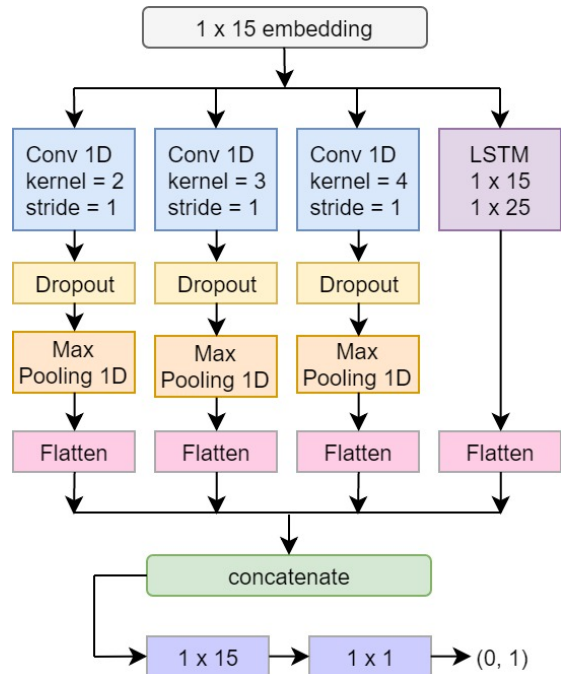 1 x 15 embedding
Conv 1D
kernel = 2
stride = 1
Conv 1D
kernel = 3
stride = 1
Conv 1D
kernel = 4
stride = 1
LSTM
1 x 15
1 x 25
Dropout
Dropout
Dropout
Max
Pooling 1D
Max
Pooling 1D
Max
Pooling 1D
Flatten
Flatten
Flatten
Flatten
concatenate
1 x 15
1 x 1
(0, 1)